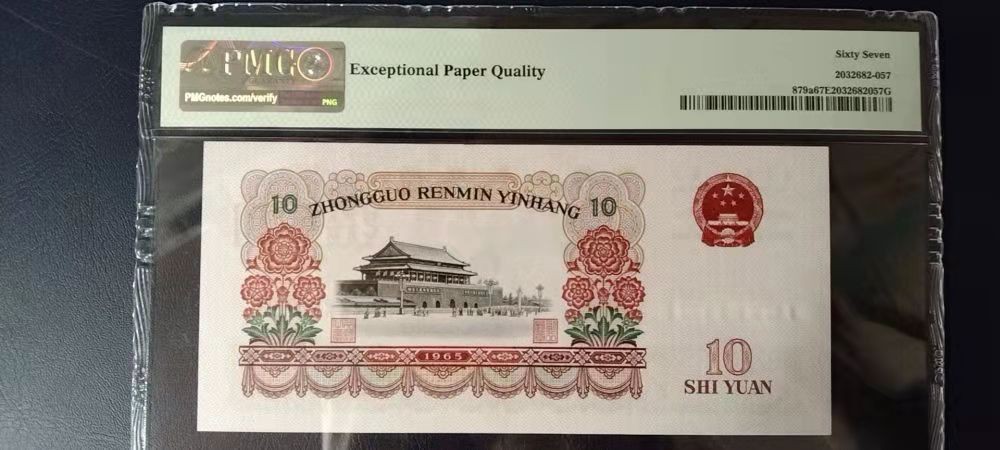 PMG
PMGnotes.com/verify
PNG
Exceptional Paper Quality
Sixty Seven
2032682-057
879a67E2032682057G
10 ZHONGGUO RENMIN YINHANG 10
1965
10
SHI YUAN